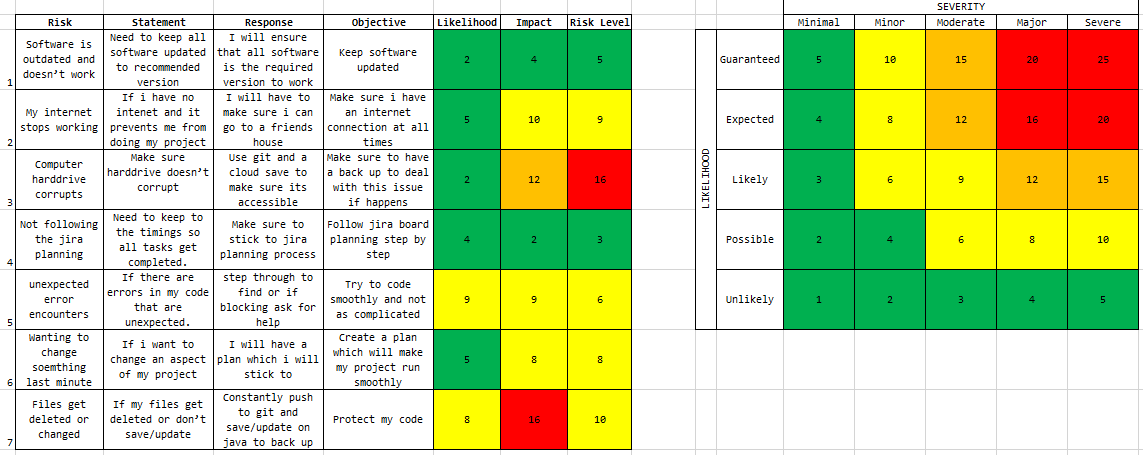 Risk Statement Response Objective Likelihood Impact Risk Level
1
Software is
outdated and
doesn't work
Need to keep all
software updated
to recommended
version
I will ensure
that all software
is the required
version to work
Keep software
updated
2 4 5
2
My internet
stops working
If i have no
intenet and it
prevents me from
doing my project
I will have to
make sure i can
go to a friends
house
Make sure i have
an internet
connection at all
times
5 10 9
3
Computer
harddrive
corrupts
Make sure
harddrive doesn't
corrupt
Use git and a
cloud save to
make sure its
accessible
Make sure to have
a back up to deal
with this issue
if happens
2 12 16
4
Not following
the jira
planning
Need to keep to
the timings so
all tasks get
completed.
Make sure to
stick to jira
planning process
Follow jira board
planning step by
step
4 2 3
5
unexpected
error
encounters
If there are
errors in my code
that are
unexpected.
step through to
find or if
blocking ask for
help
Try to code
smoothly and not
as complicated
9 9 6
6
Wanting to
change
soemthing
last minute
If i want to
change an aspect
of my project
I will have a
plan which i will
stick to
Create a plan
which will make
my project run
smoothly
5 8 8
7
Files get
deleted or
changed
If my files get
deleted or don't
save/update
Constantly push
to git and
save/update on
java to back up
Protect my code
8 16 10
SEVERITY
Minimal Minor Moderate Major Severe
LIKELIHOOD
Guaranteed 5 10 15 20 25
Expected 4 8 12 16 20
Likely 3 6 9 12 15
Possible 2 4 6 8 10
Unlikely 1 2 3 4 5